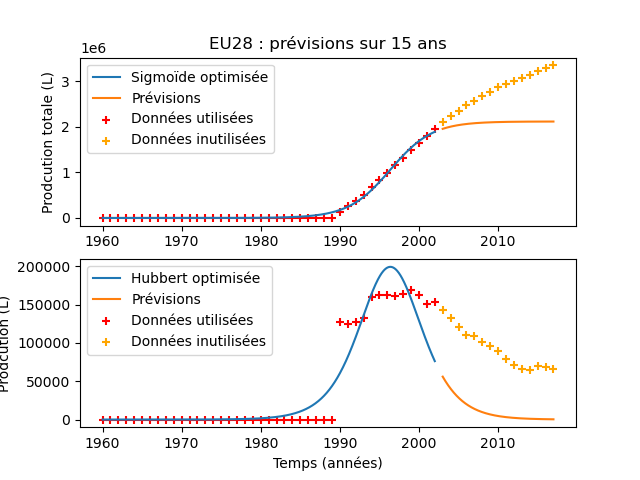 EU28 : prévisions sur 15 ans
1e6
Prodcution totale (L)
3
2
1
0
Sigmoïde optimisée
Prévisions
Données utilisées
Données inutilisées
1960 1970 1980 1990 2000 2010
Prodcution (L)
200000
150000
100000
50000
0
Hubbert optimisée
Prévisions
Données utilisées
Données inutilisées
1960 1970 1980 1990 2000 2010
Temps (années)